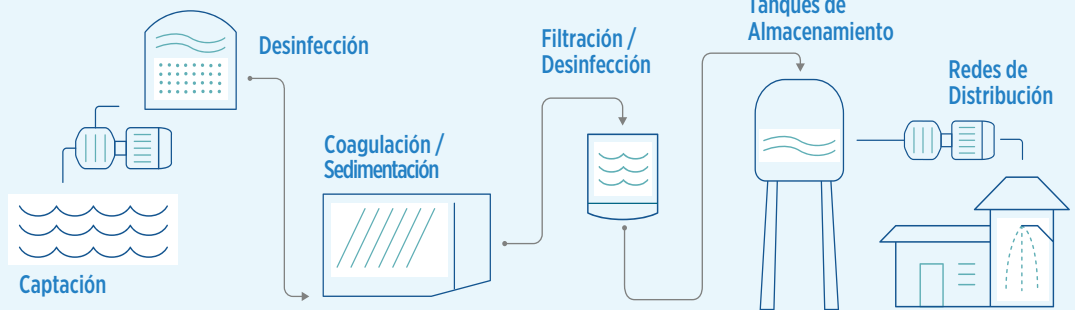 Desinfección
Captación
Coagulación /
Sedimentación
Filtración /
Desinfección
Tanques de
Almacenamiento
Redes de
Distribución